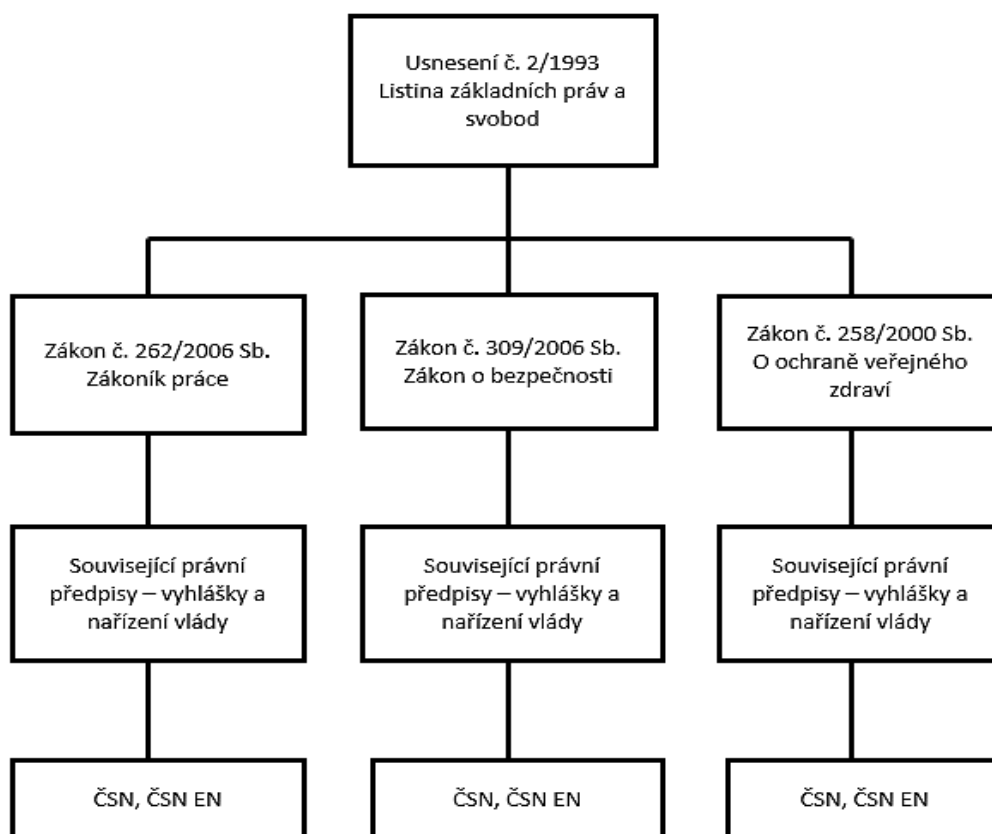 Usnesení č. 2/1993
Listina základních práv a
svobod
Zákon č. 262/2006 Sb.
Zákoník práce
Zákon č. 309/2006 Sb.
Zákon o bezpečnosti
Zákon č. 258/2000 Sb.
O ochraně veřejného
zdraví
Související právní
předpisy – vyhlášky a
nařízení vlády
Související právní
předpisy – vyhlášky a
nařízení vlády
Související právní
předpisy – vyhlášky a
nařízení vlády
ČSN, ČSN EN
ČSN, ČSN EN
ČSN, ČSN EN